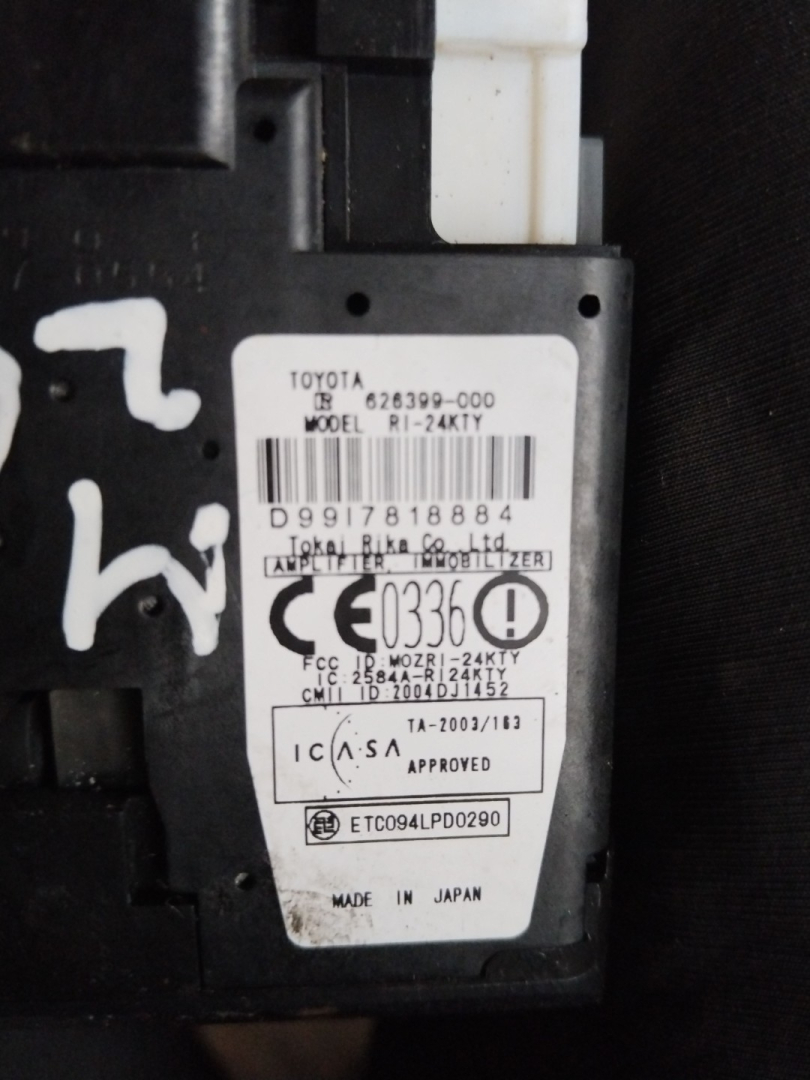 TOYOTA
R 626399-000
MODEL RI-24KTY
D99I7818884
Tokai Rika Co., Ltd.
AMPLIFIER, IMMOBILIZER
CE0336
FCC ID:MOZRI-24KTY
IC:2584A-RI24KTY
CMII ID:2004DJ1452
ICASA
TA-2003/163
APPROVED
ETC094LPD0290
MADE IN JAPAN